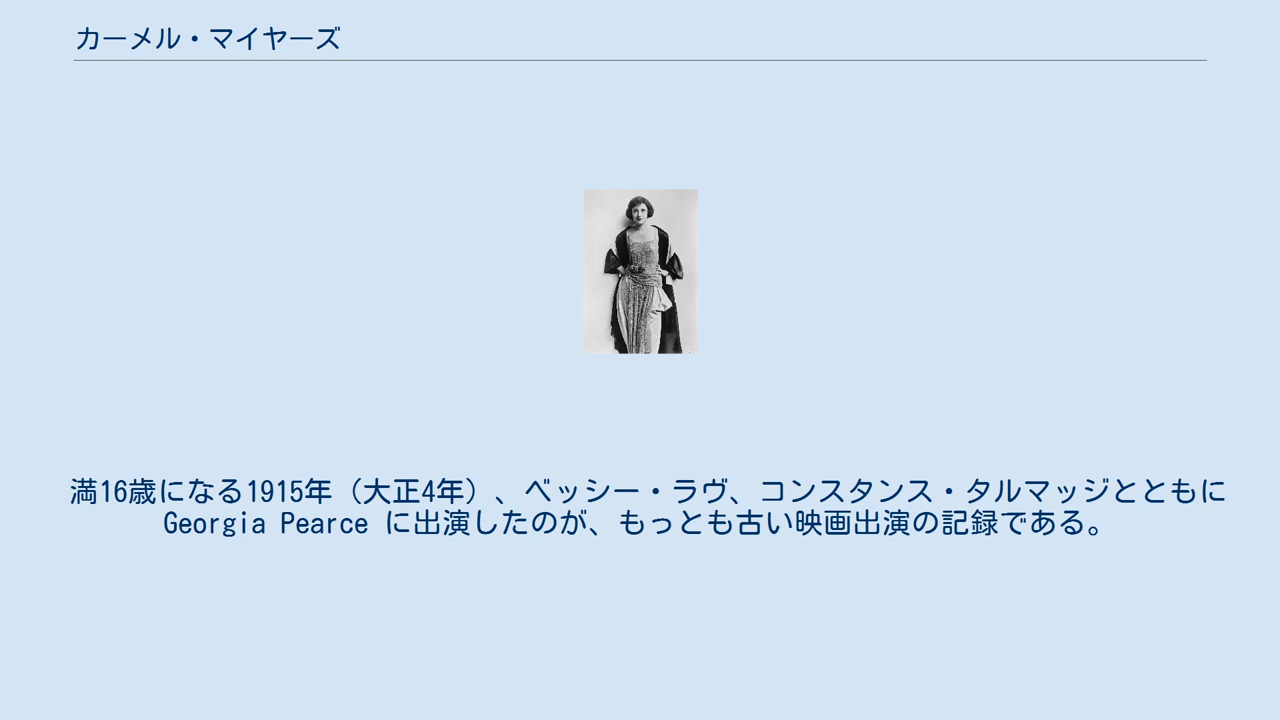 カーメル・マイヤーズ
満16歳になる1915年（大正4年）、ベッシー・ラヴ、コンスタンス・タルマッジとともに
Georgia Pearce に出演したのが、もっとも古い映画出演の記録である。